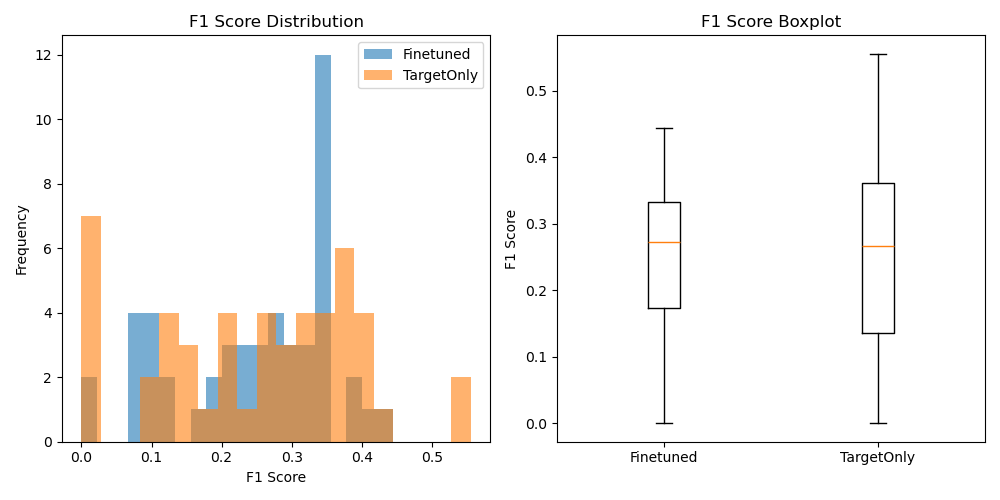 F1 Score Distribution
Finetuned
TargetOnly
12
10
8
6
4
2
0
Frequency
0.0 0.1 0.2 0.3 0.4 0.5
F1 Score
F1 Score Boxplot
0.5
0.4
0.3
0.2
0.1
0.0
F1 Score
Finetuned TargetOnly